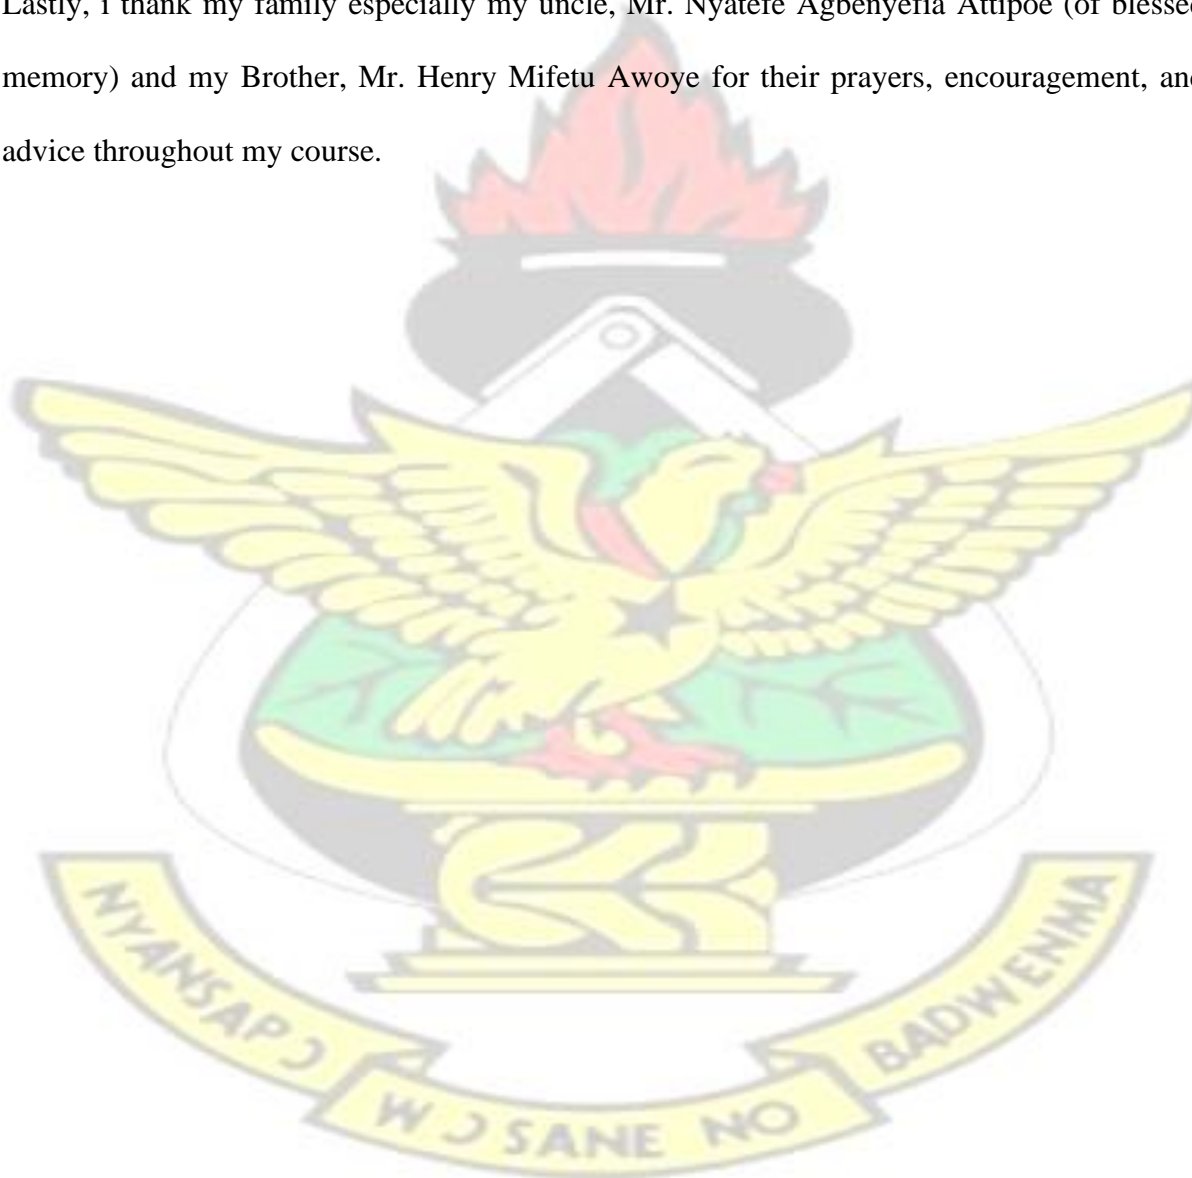 Lastly, i thank my family especially my uncle, Mr. Nyatefe Agbenyefia Attipoe (of blessed
memory) and my Brother, Mr. Henry Mifetu Awoye for their prayers, encouragement, and
advice throughout my course.
NYANSAPƆ
WƆSANE NO
BADWENMA